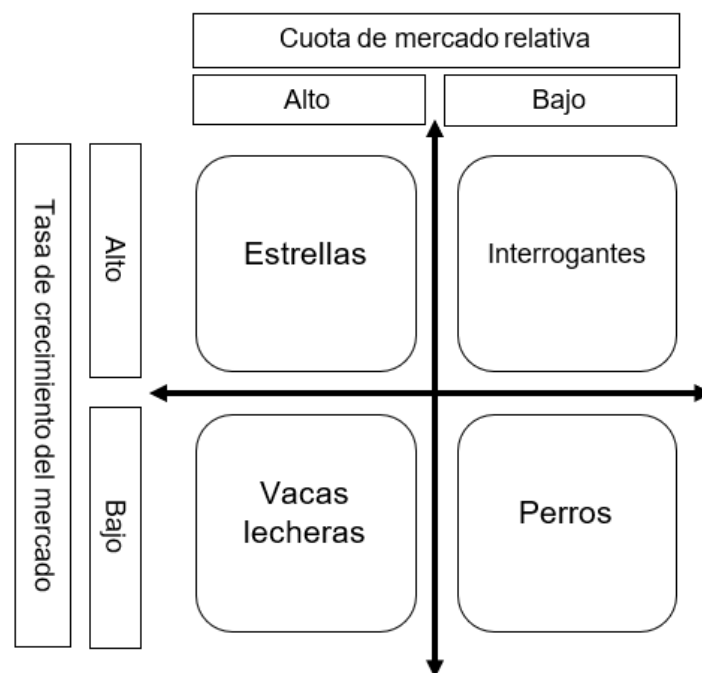 Cuota de mercado relativa
Alto
Bajo
Tasa de crecimiento del mercado
Alto
Estrellas
Interrogantes
Bajo
Vacas
lecheras
Perros